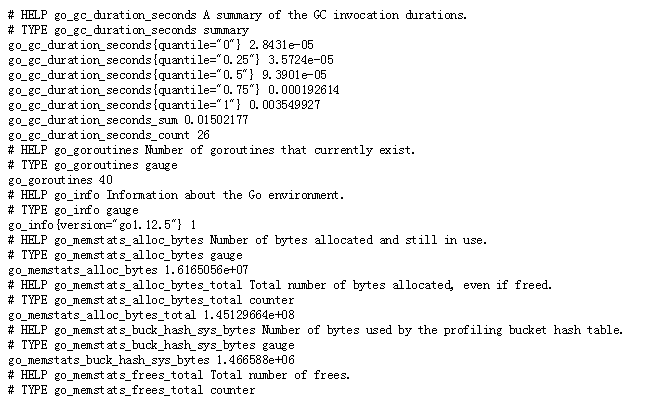 # HELP go_gc_duration_seconds A summary of the GC invocation durations.
# TYPE go_gc_duration_seconds summary
go_gc_duration_seconds{quantile="0"} 2.8431e-05
go_gc_duration_seconds{quantile="0.25"} 3.5724e-05
go_gc_duration_seconds{quantile="0.5"} 9.3901e-05
go_gc_duration_seconds{quantile="0.75"} 0.000192614
go_gc_duration_seconds{quantile="1"} 0.003549927
go_gc_duration_seconds_sum 0.01502177
go_gc_duration_seconds_count 26
# HELP go_goroutines Number of goroutines that currently exist.
# TYPE go_goroutines gauge
go_goroutines 40
# HELP go_info Information about the Go environment.
# TYPE go_info gauge
go_info{version="go1.12.5"} 1
# HELP go_memstats_alloc_bytes Number of bytes allocated and still in use.
# TYPE go_memstats_alloc_bytes gauge
go_memstats_alloc_bytes 1.6165056e+07
# HELP go_memstats_alloc_bytes_total Total number of bytes allocated, even if freed.
# TYPE go_memstats_alloc_bytes_total counter
go_memstats_alloc_bytes_total 1.45129664e+08
# HELP go_memstats_buck_hash_sys_bytes Number of bytes used by the profiling bucket hash table.
# TYPE go_memstats_buck_hash_sys_bytes gauge
go_memstats_buck_hash_sys_bytes 1.466588e+06
# HELP go_memstats_frees_total Total number of frees.
# TYPE go_memstats_frees_total counter